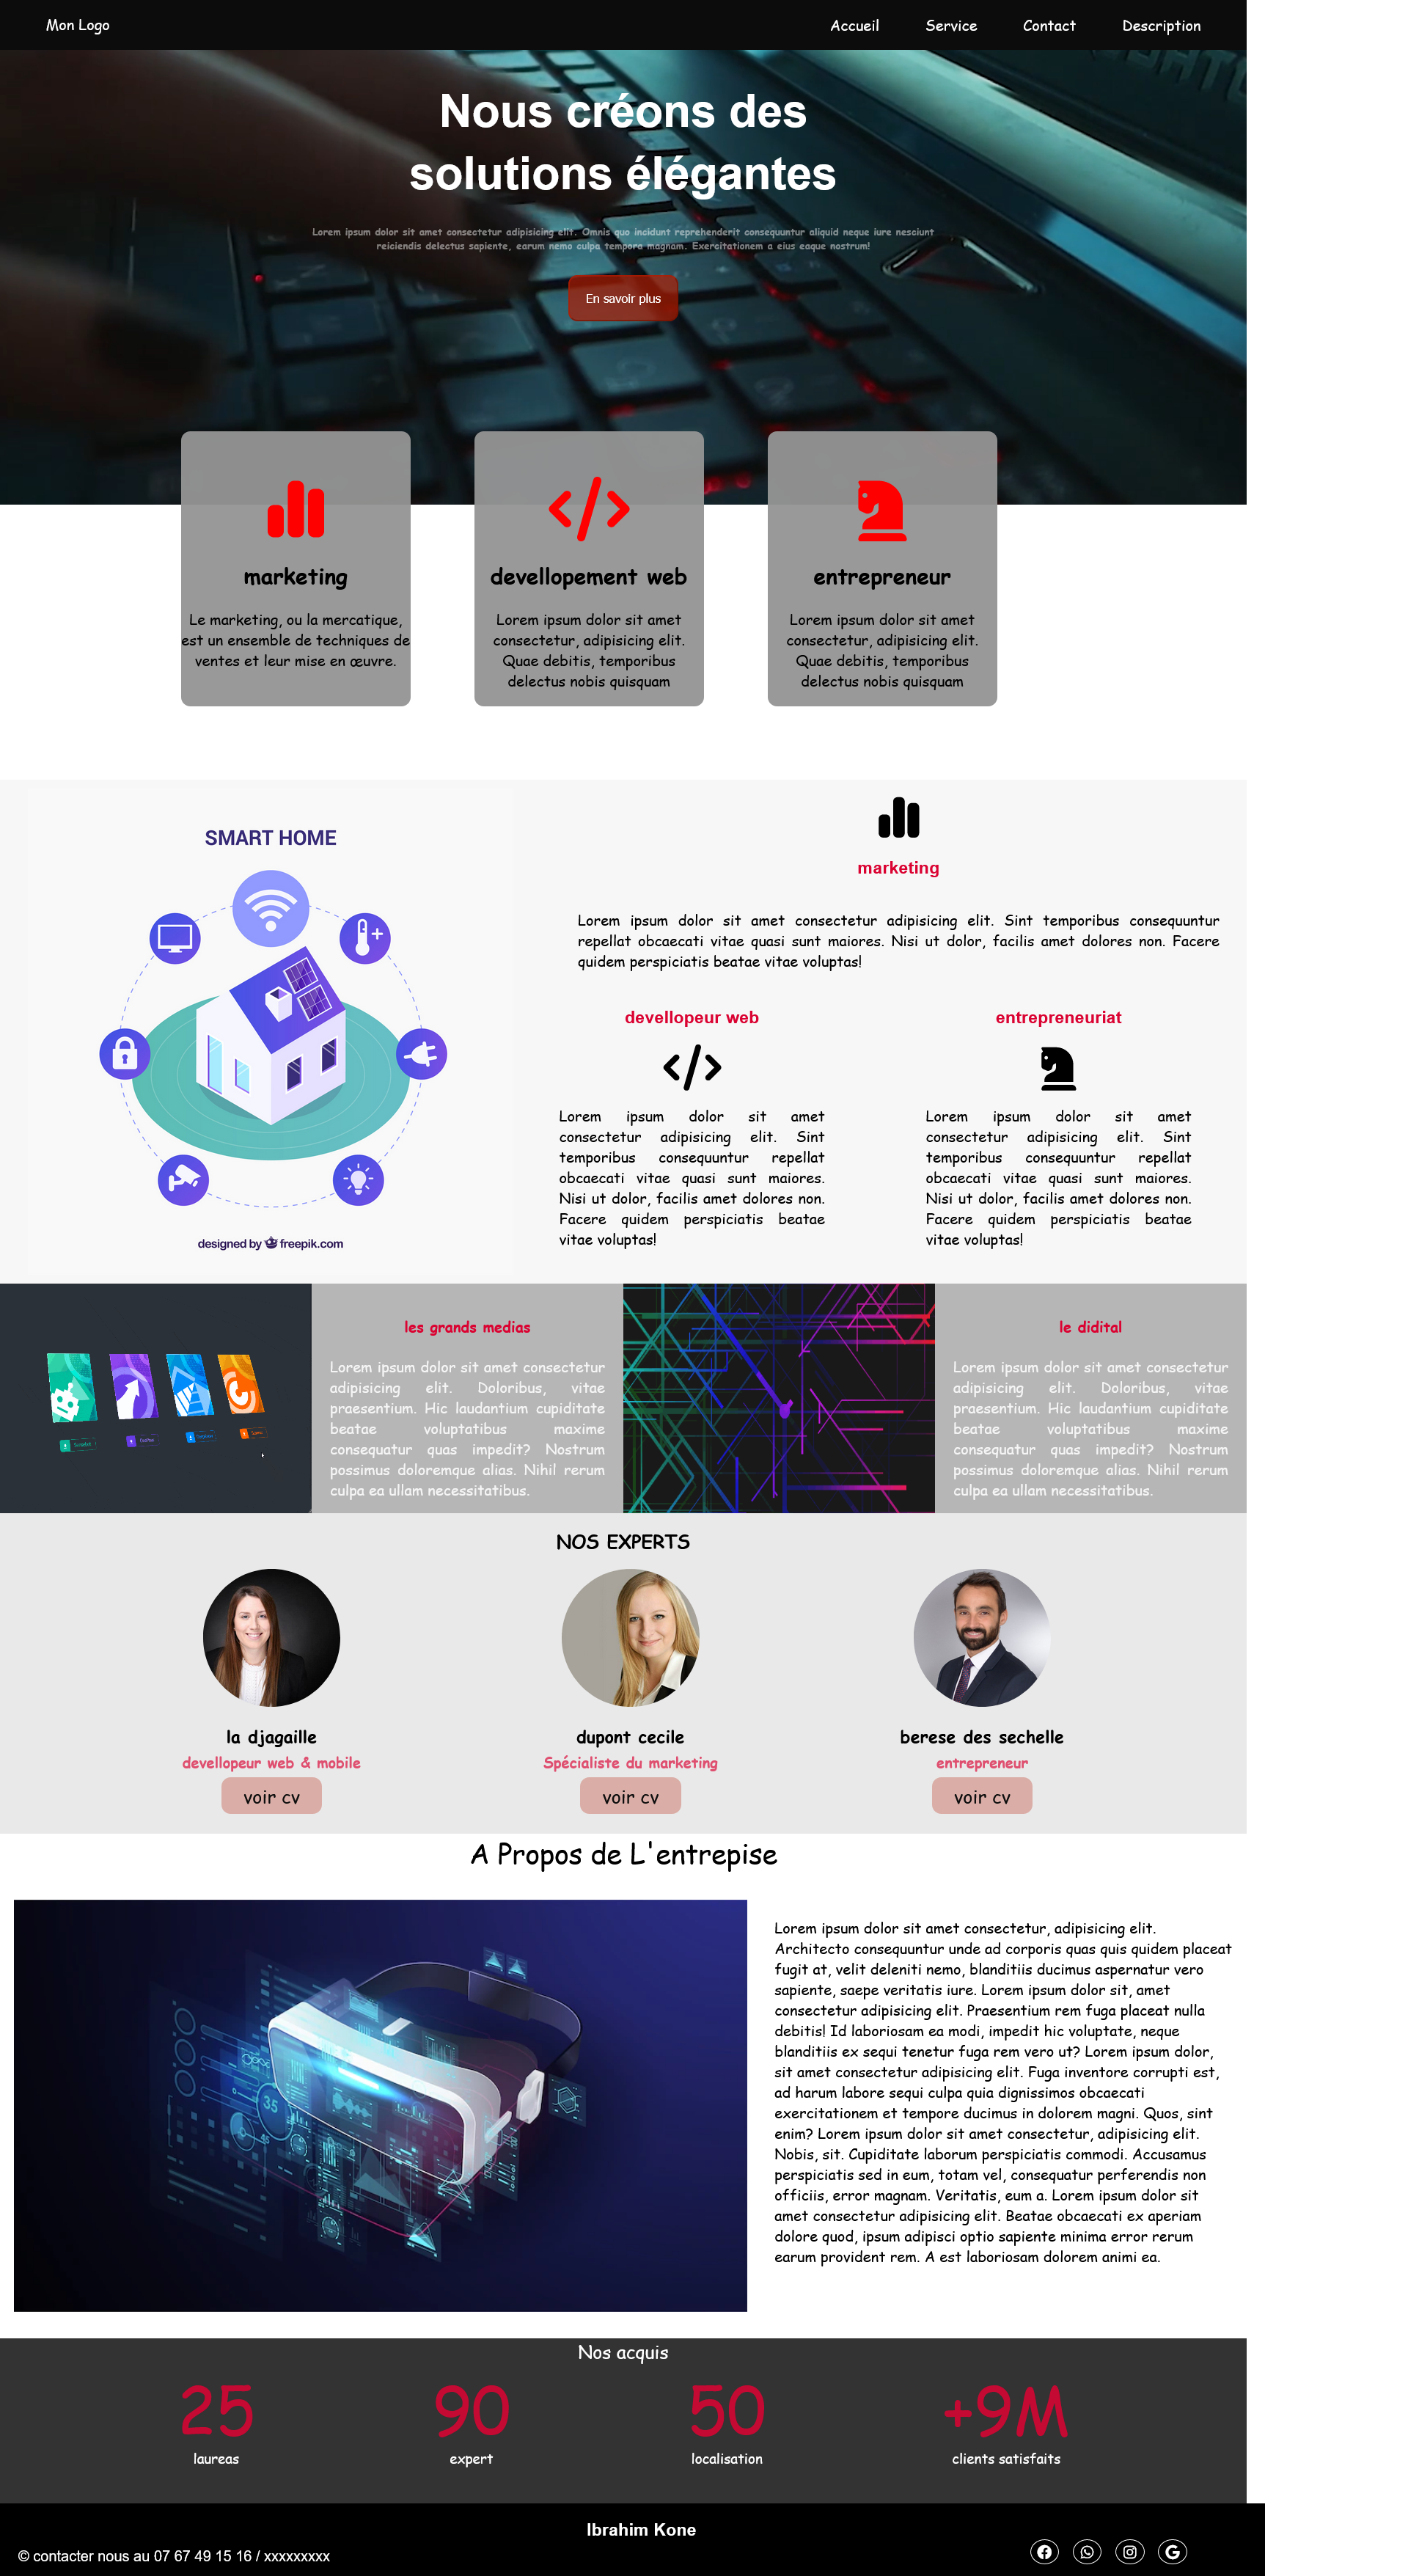 Mon Logo
Accueil Service Contact Description
Nous créons des
solutions élégantes
Lorem ipsum dolor sit amet consectetur adipisicing elit. Omnis quo incidunt reprehenderit consequuntur aliquid neque iure nesciunt
reiciendis delectus sapiente, earum nemo culpa tempora magnam. Exercitationem a eius eaque nostrum!
En savoir plus
marketing
Le marketing, ou la mercatique,
est un ensemble de techniques de
ventes et leur mise en œuvre.
devellopement web
Lorem ipsum dolor sit amet
consectetur, adipisicing elit.
Quae debitis, temporibus
delectus nobis quisquam
entrepreneur
Lorem ipsum dolor sit amet
consectetur, adipisicing elit.
Quae debitis, temporibus
delectus nobis quisquam
SMART HOME
designed by freepik.com
marketing
Lorem ipsum dolor sit amet consectetur adipisicing elit. Sint temporibus consequuntur
repellat obcaecati vitae quasi sunt maiores. Nisi ut dolor, facilis amet dolores non. Facere
quidem perspiciatis beatae vitae voluptas!
devellopeur web
Lorem ipsum dolor sit amet
consectetur adipisicing elit. Sint
temporibus consequuntur repellat
obcaecati vitae quasi sunt maiores.
Nisi ut dolor, facilis amet dolores non.
Facere quidem perspiciatis beatae
vitae voluptas!
entrepreneuriat
Lorem ipsum dolor sit amet
consectetur adipisicing elit. Sint
temporibus consequuntur repellat
obcaecati vitae quasi sunt maiores.
Nisi ut dolor, facilis amet dolores non.
Facere quidem perspiciatis beatae
vitae voluptas!
les grands medias
Lorem ipsum dolor sit amet consectetur
adipisicing elit. Doloribus, vitae
praesentium. Hic laudantium cupiditate
beatae voluptatibus maxime
consequatur quas impedit? Nostrum
possimus doloremque alias. Nihil rerum
culpa ea ullam necessitatibus.
le didital
Lorem ipsum dolor sit amet consectetur
adipisicing elit. Doloribus, vitae
praesentium. Hic laudantium cupiditate
beatae voluptatibus maxime
consequatur quas impedit? Nostrum
possimus doloremque alias. Nihil rerum
culpa ea ullam necessitatibus.
NOS EXPERTS
la djagaille
devellopeur web & mobile
voir cv
dupont cecile
Spécialiste du marketing
voir cv
berese des sechelle
entrepreneur
voir cv
A Propos de L'entrepise
35
Lorem ipsum dolor sit amet consectetur, adipisicing elit.
Architecto consequuntur unde ad corporis quas quis quidem placeat
fugit at, velit deleniti nemo, blanditiis ducimus aspernatur vero
sapiente, saepe veritatis iure. Lorem ipsum dolor sit, amet
consectetur adipisicing elit. Praesentium rem fuga placeat nulla
debitis! Id laboriosam ea modi, impedit hic voluptate, neque
blanditiis ex sequi tenetur fuga rem vero ut? Lorem ipsum dolor,
sit amet consectetur adipisicing elit. Fuga inventore corrupti est,
ad harum labore sequi culpa quia dignissimos obcaecati
exercitationem et tempore ducimus in dolorem magni. Quos, sint
enim? Lorem ipsum dolor sit amet consectetur, adipisicing elit.
Nobis, sit. Cupiditate laborum perspiciatis commodi. Accusamus
perspiciatis sed in eum, totam vel, consequatur perferendis non
officiis, error magnam. Veritatis, eum a. Lorem ipsum dolor sit
amet consectetur adipisicing elit. Beatae obcaecati ex aperiam
dolore quod, ipsum adipisci optio sapiente minima error rerum
earum provident rem. A est laboriosam dolorem animi ea.
Nos acquis
25 90 50 +9M
laureas expert localisation clients satisfaits
Ibrahim Kone
© contacter nous au 07 67 49 15 16 / xxxxxxxxx